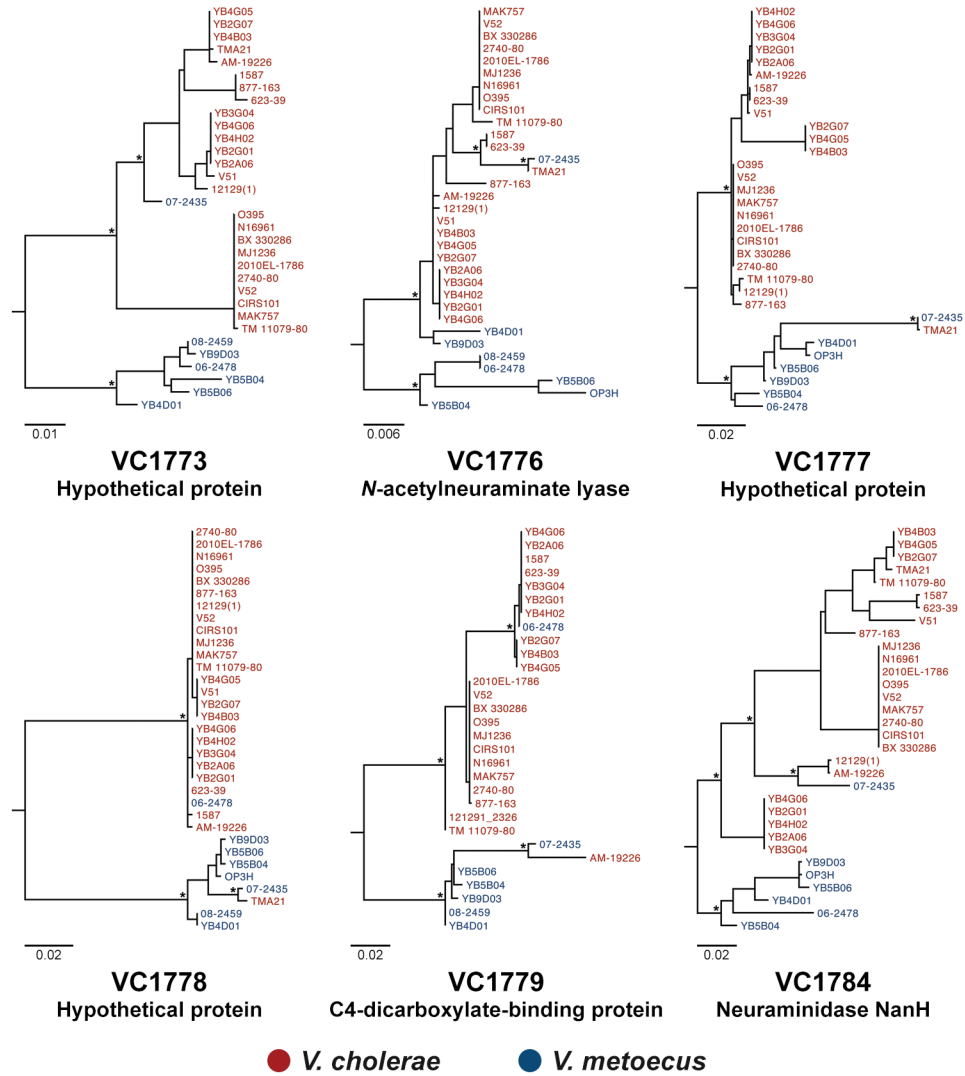 YB4G05
YB2G07
YB4B03
TMA21
AM-19226
1587
877-163
623-39
YB3G04
YB4G06
YB4H02
YB2G01
YB2A06
V51
12129(1)
07-2435
O395
N16961
BX 330286
MJ1236
2010EL-1786
2740-80
V52
CIRS101
MAK757
TM 11079-80
08-2459
YB9D03
06-2478
YB5B04
YB5B06
YB4D01
0.01
VC1773
Hypothetical protein
MAK757
V52
BX 330286
2740-80
2010EL-1786
MJ1236
N16961
O395
CIRS101
TM 11079-80
1587
623-39
07-2435
TMA21
877-163
AM-19226
12129(1)
V51
YB4B03
YB4G05
YB2G07
YB2A06
YB3G04
YB4H02
YB2G01
YB4G06
YB4D01
YB9D03
08-2459
06-2478
YB5B06
OP3H
YB5B04
0.006
VC1776
N-acetylneuraminate lyase
YB4H02
YB4G06
YB3G04
YB2G01
YB2A06
AM-19226
1587
623-39
V51
YB2G07
YB4G05
YB4B03
O395
V52
MJ1236
MAK757
N16961
2010EL-1786
CIRS101
BX 330286
2740-80
TM 11079-80
12129(1)
877-163
07-2435
TMA21
YB4D01
OP3H
YB5B06
YB9D03
YB5B04
06-2478
0.02
VC1777
Hypothetical protein
2740-80
2010EL-1786
N16961
O395
BX 330286
877-163
12129(1)
V52
CIRS101
MJ1236
MAK757
TM 11079-80
YB4G05
V51
YB2G07
YB4B03
YB4G06
YB4H02
YB3G04
YB2A06
YB2G01
623-39
06-2478
1587
AM-19226
YB9D03
YB5B06
YB5B04
OP3H
07-2435
TMA21
08-2459
YB4D01
0.02
VC1778
Hypothetical protein
YB4G06
YB2A06
1587
623-39
YB3G04
YB2G01
YB4H02
06-2478
YB2G07
YB4B03
YB4G05
2010EL-1786
V52
BX 330286
O395
MJ1236
CIRS101
N16961
MAK757
2740-80
877-163
121291_2326
TM 11079-80
07-2435
AM-19226
YB5B06
YB5B04
YB9D03
08-2459
YB4D01
0.02
VC1779
C4-dicarboxylate-binding protein
YB4B03
YB4G05
YB2G07
TMA21
TM 11079-80
1587
623-39
V51
877-163
MJ1236
N16961
2010EL-1786
O395
V52
MAK757
2740-80
CIRS101
BX 330286
12129(1)
AM-19226
07-2435
YB4G06
YB2G01
YB4H02
YB2A06
YB3G04
YB9D03
OP3H
YB5B06
YB4D01
06-2478
YB5B04
0.02
VC1784
Neuraminidase NanH
V. cholerae
V. metoecus